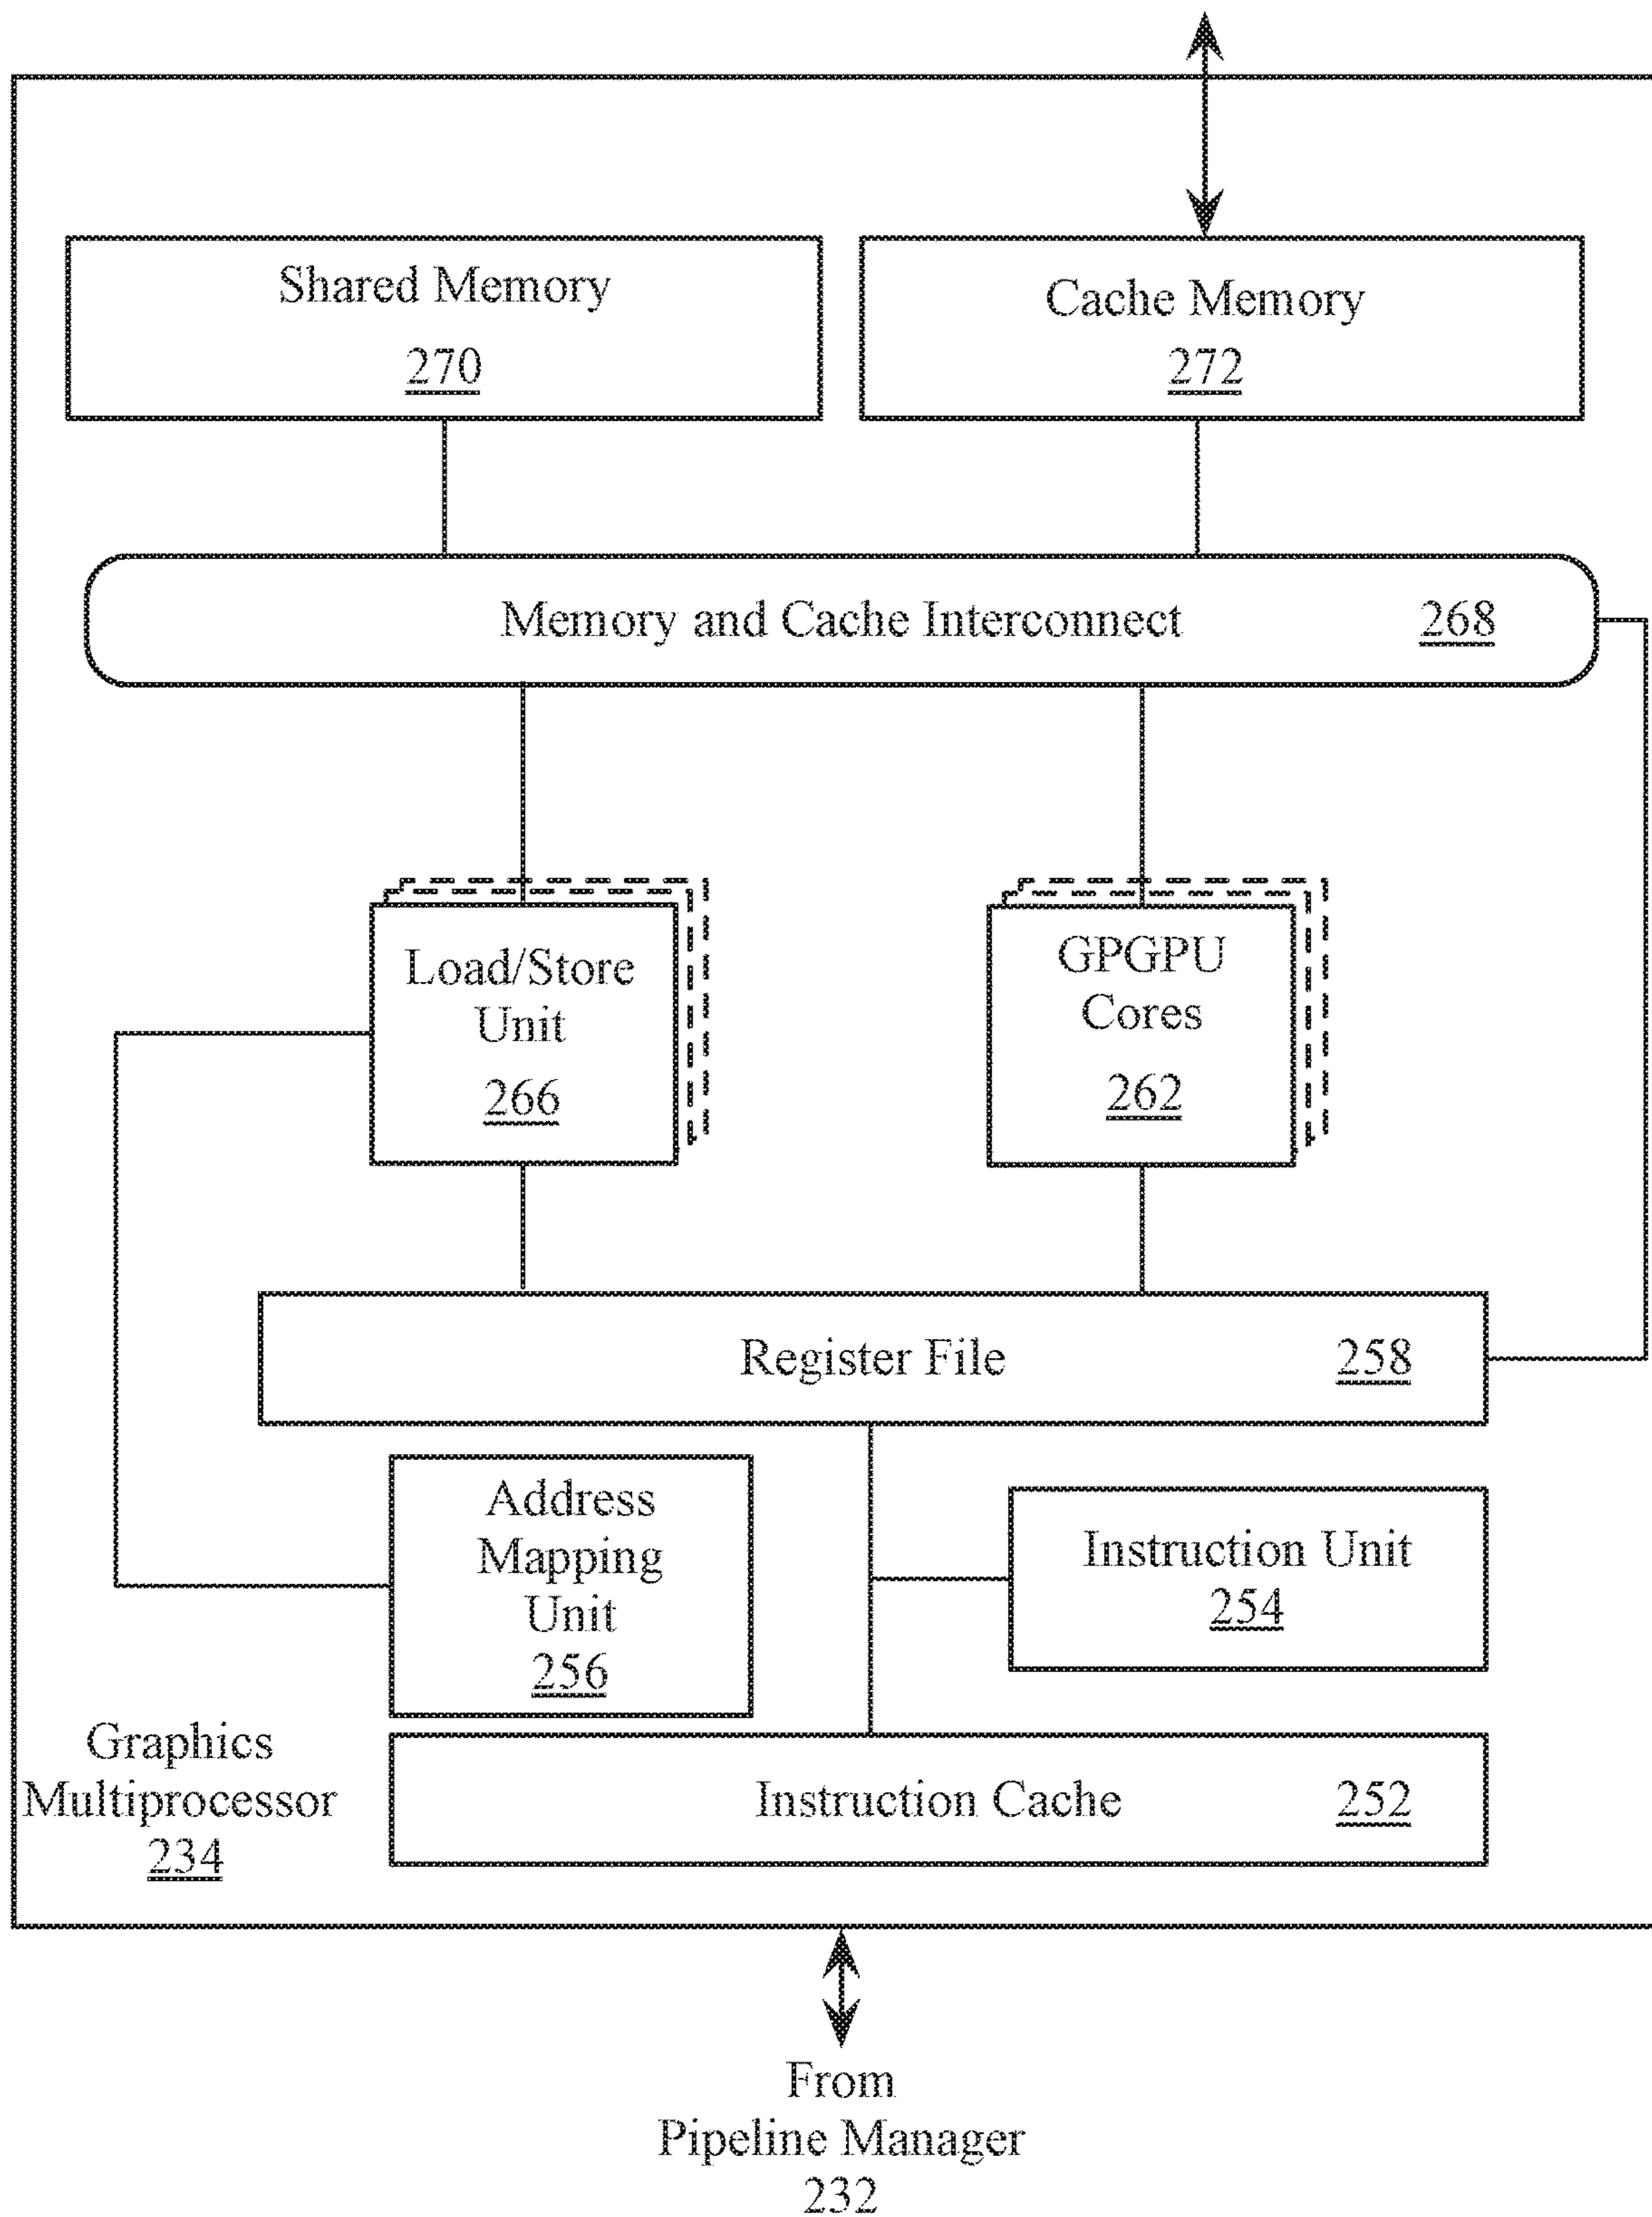 Shared Memory
270
Cache Memory
272
Memory and Cache Interconnect 268
Load/Store
Unit
266
GPGPU
Cores
262
Register File 258
Address
Mapping
Unit
256
Instruction Unit
254
Graphics
Multiprocessor
234
Instruction Cache 252
From
Pipeline Manager
232